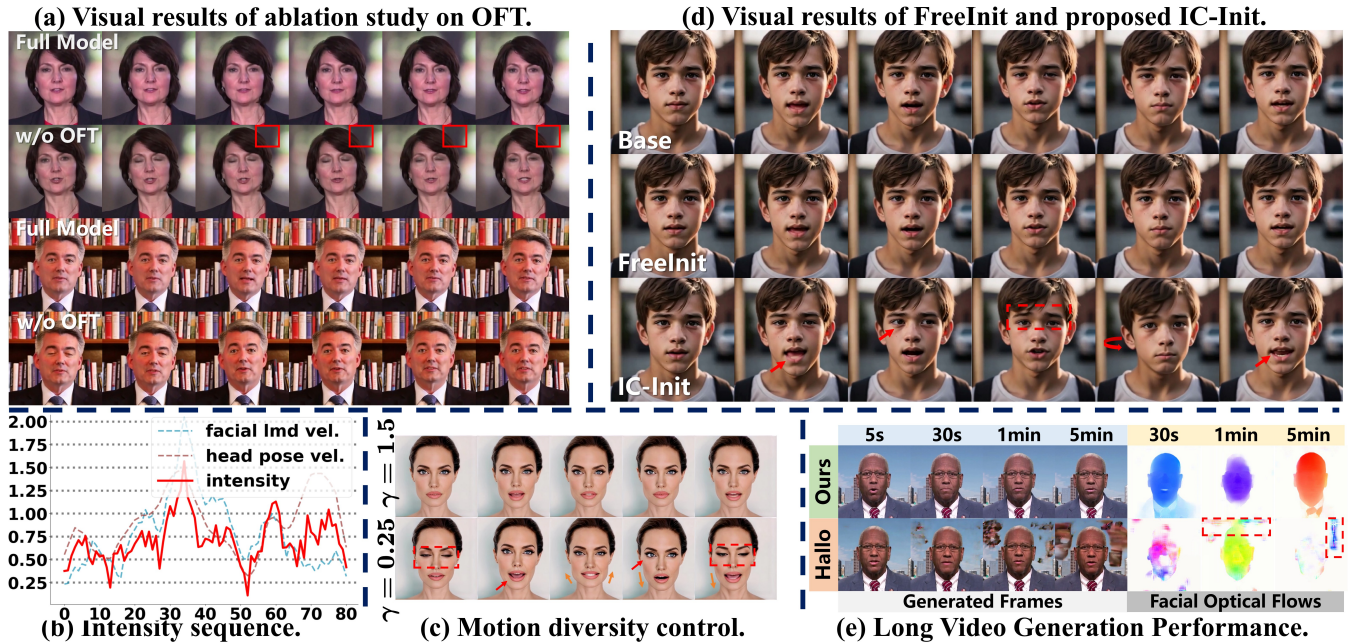 (a) Visual results of ablation study on OFT.
Full Model
w/o OFT
Full Model
w/o OFT
(d) Visual results of FreeInit and proposed IC-Init.
Base
FreeInit
IC-Init
2.00
1.75
1.50
1.25
1.00
0.75
0.50
0.25
0 10 20 30 40 50 60 70 80
facial lmd vel.
head pose vel.
intensity
(b) Intensity sequence.
γ = 1.5
γ = 0.25
(c) Motion diversity control.
5s 30s 1min 5min 30s 1min 5min
Ours
Hallo
Generated Frames Facial Optical Flows
(e) Long Video Generation Performance.